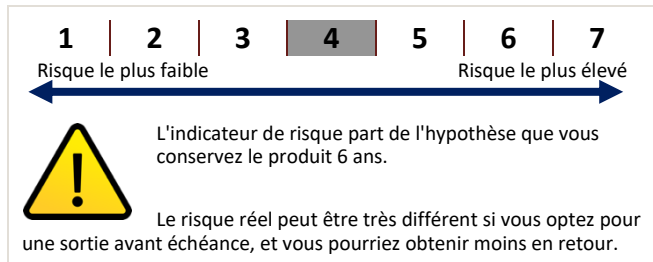 1 2 3 4 5 6 7
Risque le plus faible Risque le plus élevé
L'indicateur de risque part de l'hypothèse que vous
conservez le produit 6 ans.
Le risque réel peut être très différent si vous optez pour
une sortie avant échéance, et vous pourriez obtenir moins en retour.